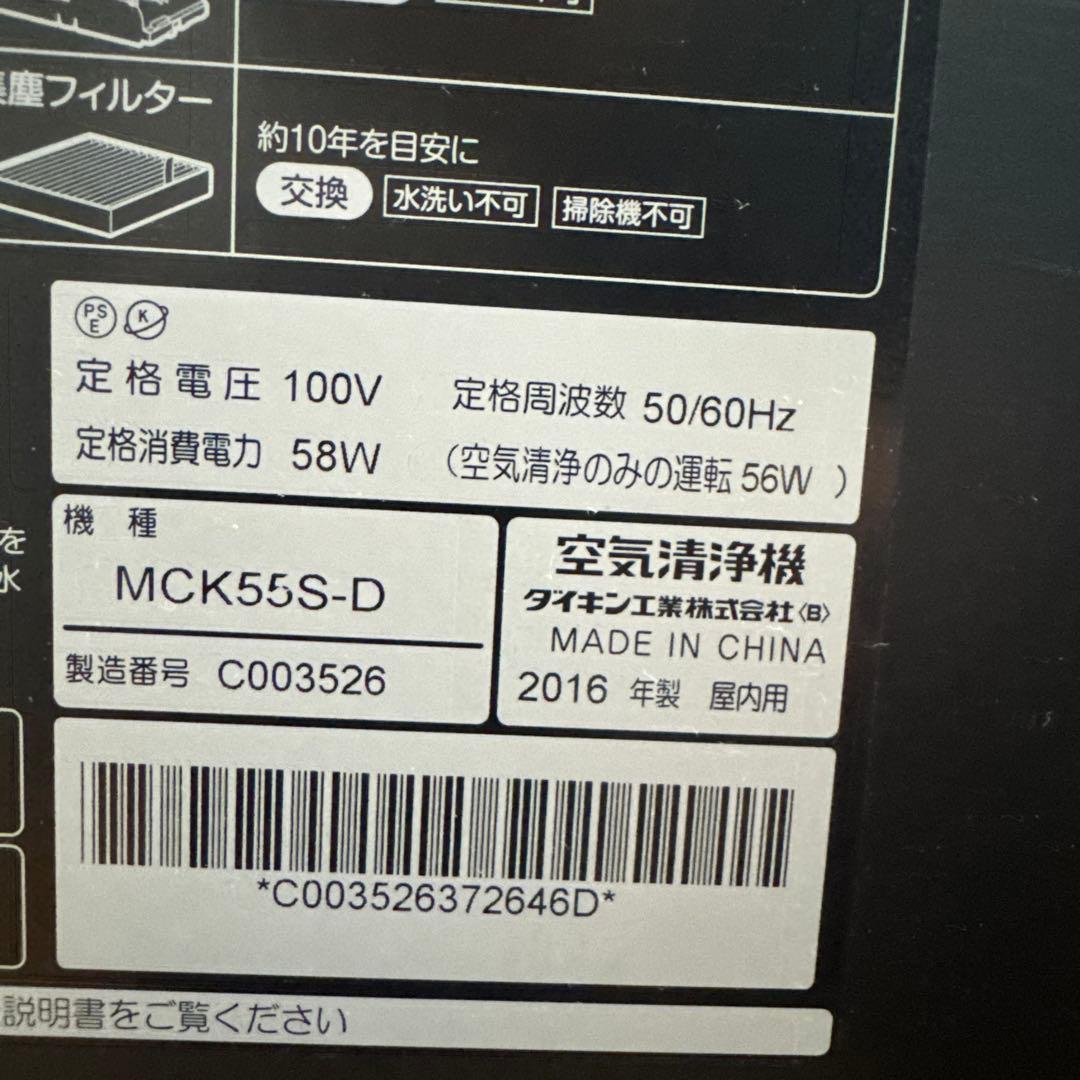 集塵フィルター
約10年を目安に
交換 水洗い不可 掃除機不可
PS
E
K
定格電圧 100V 定格周波数 50/60Hz
定格消費電力 58W (空気清浄のみの運転 56W )
機 種
MCK55S-D
製造番号 C003526
空気清浄機
ダイキン工業株式会社〈B〉
MADE IN CHINA
2016 年製 屋内用
を
水
*C003526372646D*
説明書をご覧ください